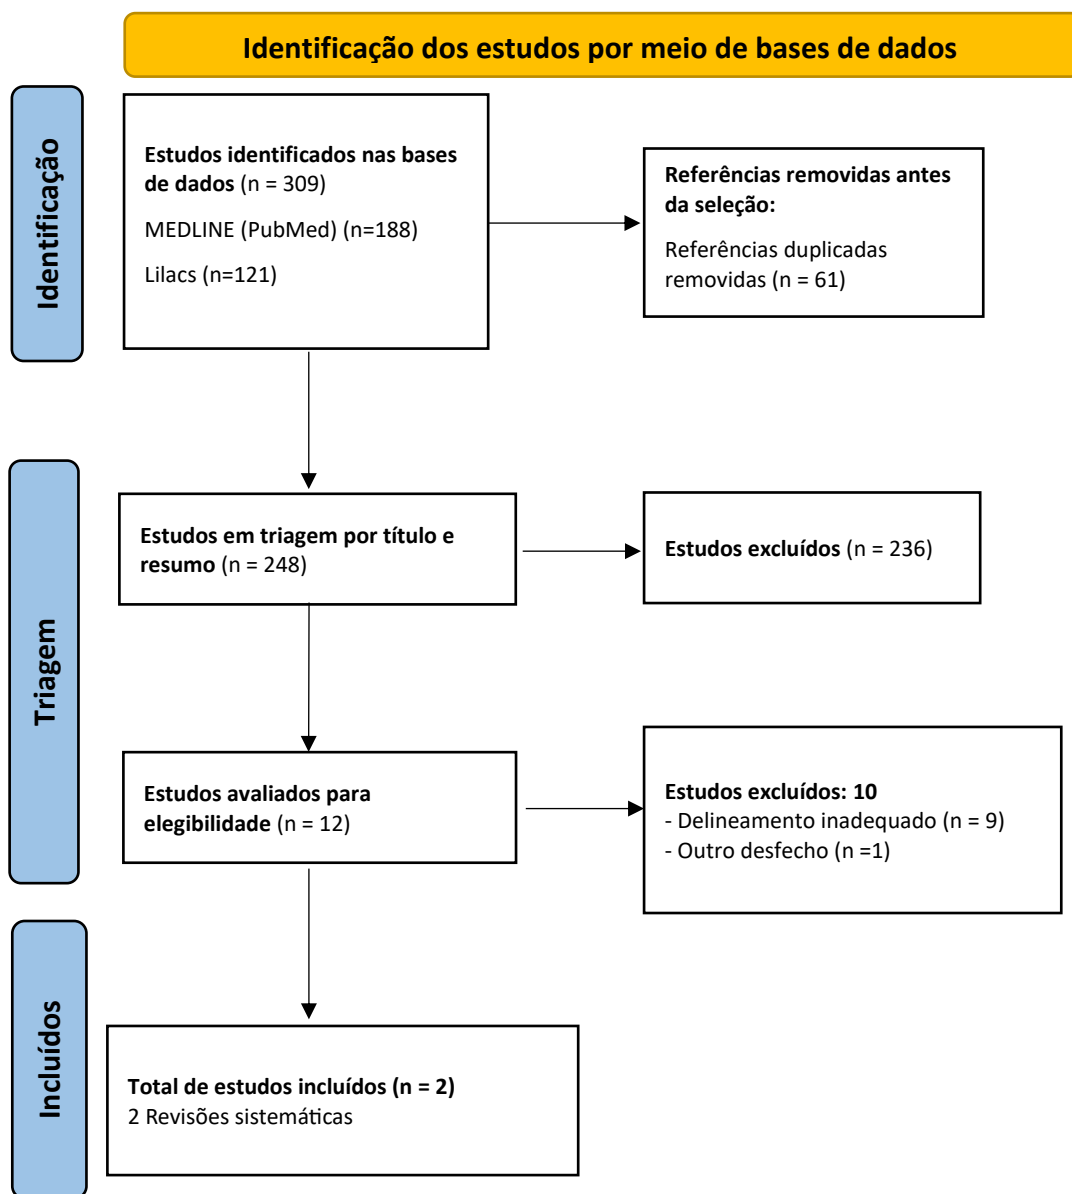 Identificação dos estudos por meio de bases de dados
Identificação
Estudos identificados nas bases
de dados (n = 309)
MEDLINE (PubMed) (n=188)
Lilacs (n=121)
Referências removidas antes
da seleção:
Referências duplicadas
removidas (n = 61)
Triagem
Estudos em triagem por título e
resumo (n = 248)
Estudos excluídos (n = 236)
Estudos avaliados para
elegibilidade (n = 12)
Estudos excluídos: 10
- Delineamento inadequado (n = 9)
- Outro desfecho (n =1)
Incluídos
Total de estudos incluídos (n = 2)
2 Revisões sistemáticas